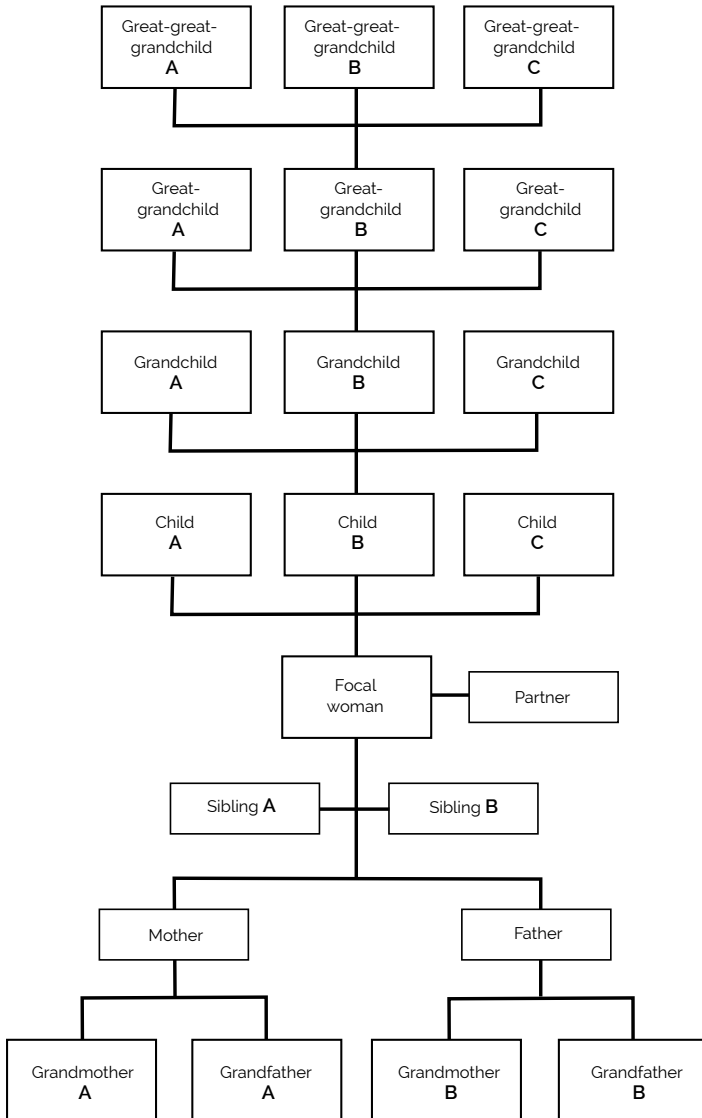 Great-great-
grandchild
A
Great-great-
grandchild
B
Great-great-
grandchild
C
Great-
grandchild
A
Great-
grandchild
B
Great-
grandchild
C
Grandchild
A
Grandchild
B
Grandchild
C
Child
A
Child
B
Child
C
Focal
woman
Partner
Sibling A
Sibling B
Mother
Father
Grandmother
A
Grandfather
A
Grandmother
B
Grandfather
B